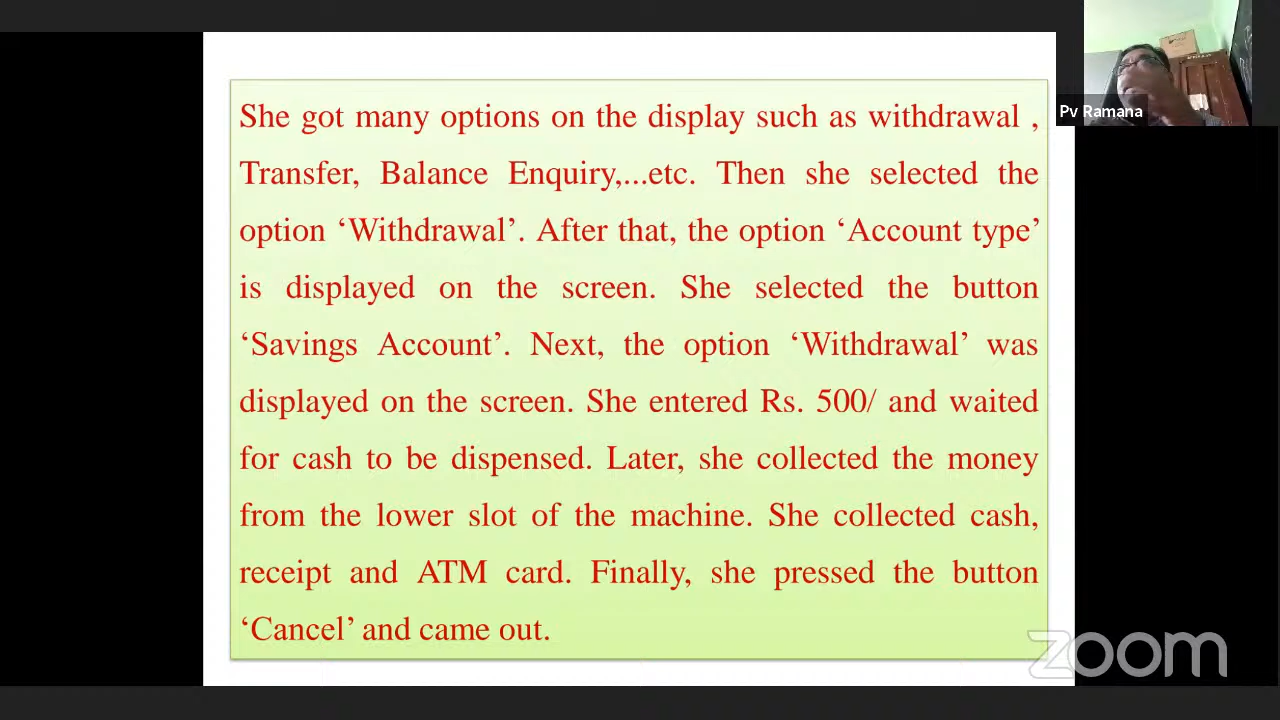 She got many options on the display such as withdrawal ,
Transfer, Balance Enquiry,...etc. Then she selected the
option ‘Withdrawal’. After that, the option ‘Account type’
is displayed on the screen. She selected the button
‘Savings Account’. Next, the option ‘Withdrawal’ was
displayed on the screen. She entered Rs. 500/ and waited
for cash to be dispensed. Later, she collected the money
from the lower slot of the machine. She collected cash,
receipt and ATM card. Finally, she pressed the button
‘Cancel’ and came out.
Pv Ramana
zoom